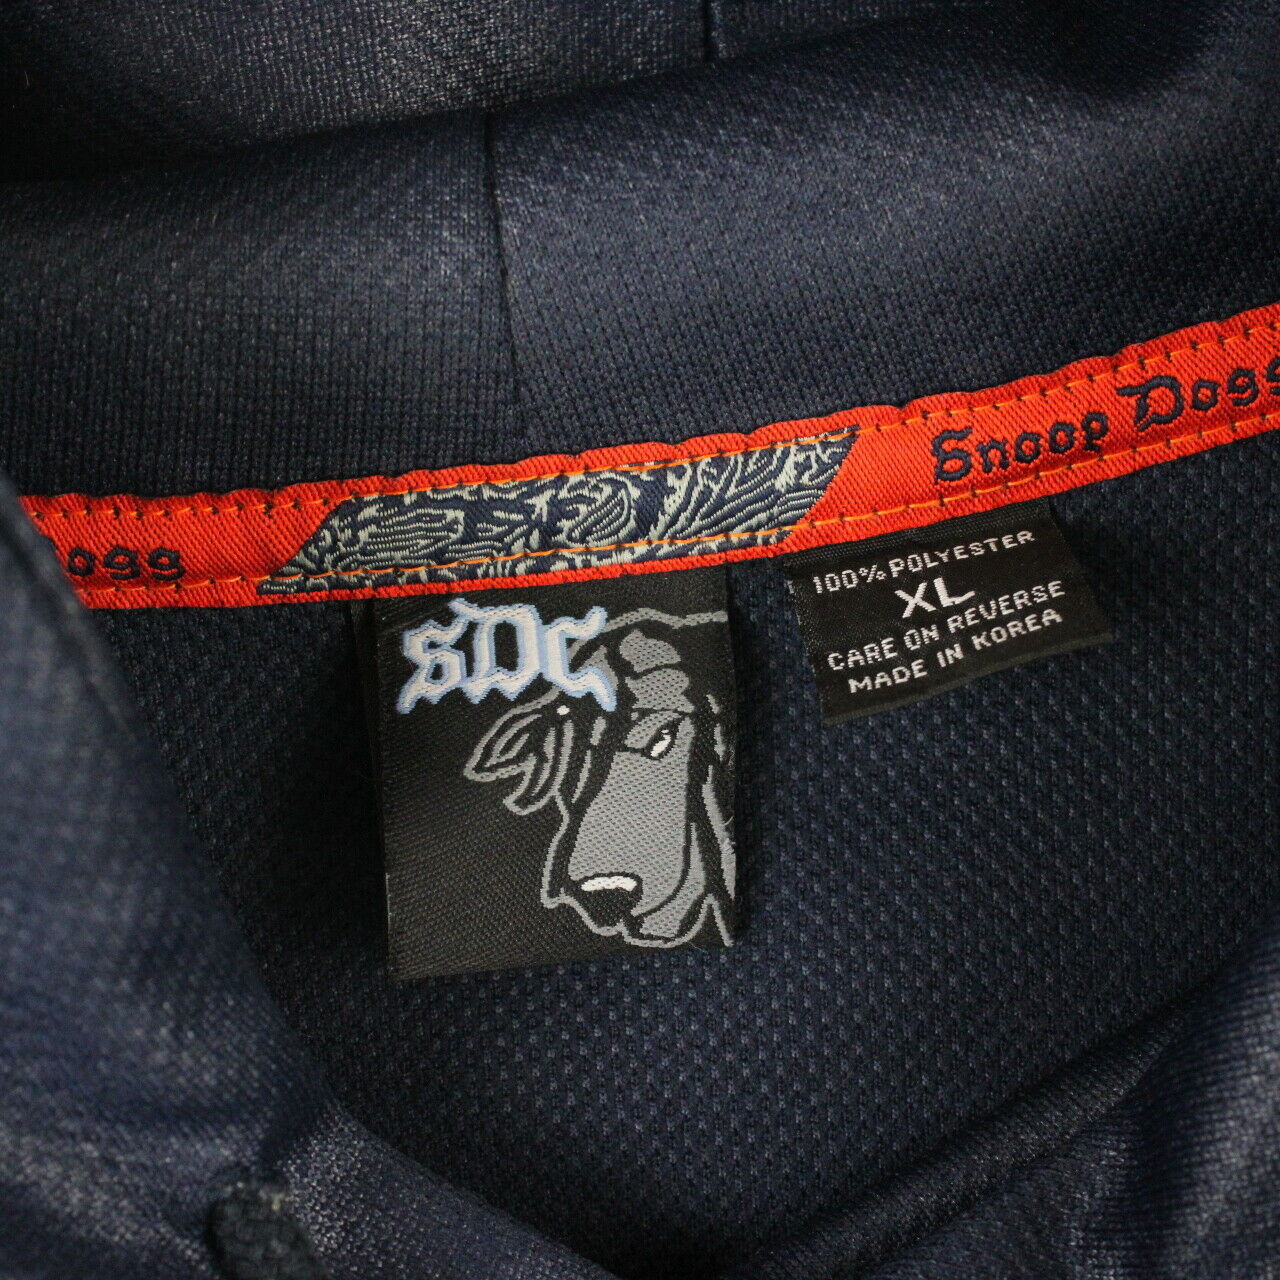 Snoop Dogg
ogg
sDc
100% POLYESTER
XL
CARE ON REVERSE
MADE IN KOREA